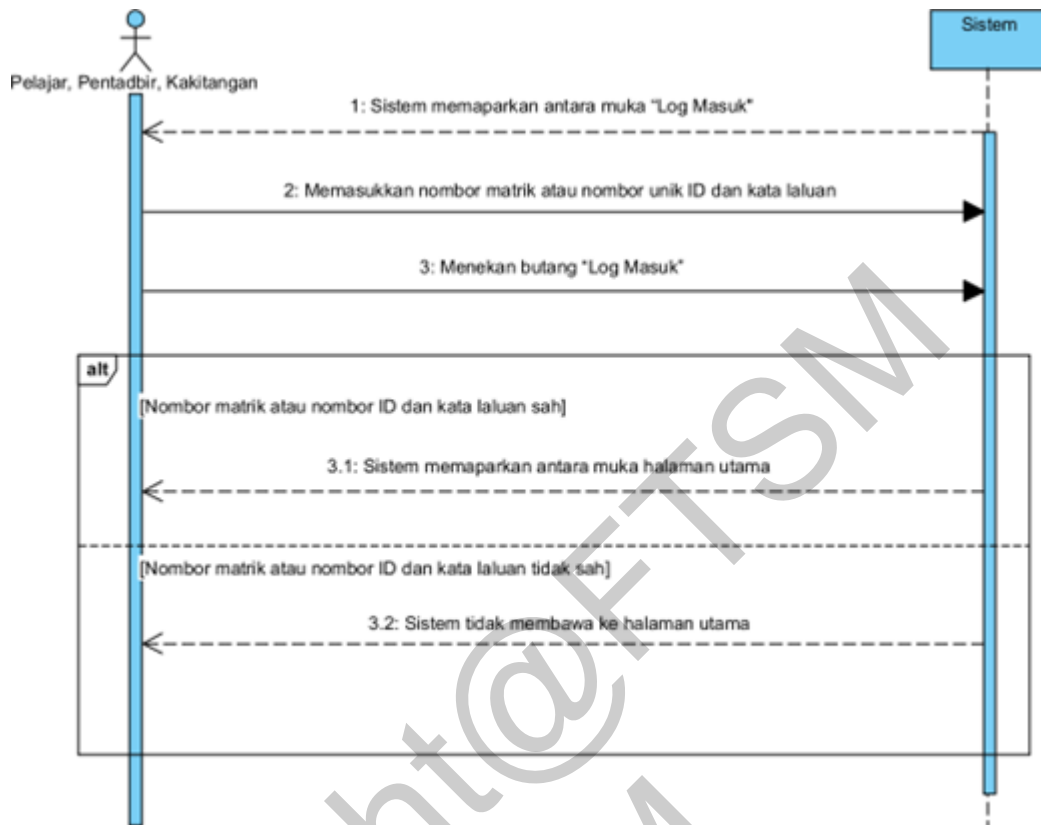 Sistem
Pelajar, Pentadbir, Kakitangan
1: Sistem memaparkan antara muka "Log Masuk"
2: Memasukkan nombor matrik atau nombor unik ID dan kata laluan
3: Menekan butang "Log Masuk"
alt
[Nombor matrik atau nombor ID dan kata laluan sah]
3.1: Sistem memaparkan antara muka halaman utama
[Nombor matrik atau nombor ID dan kata laluan tidak sah]
3.2: Sistem tidak membawa ke halaman utama
ht@FTSM